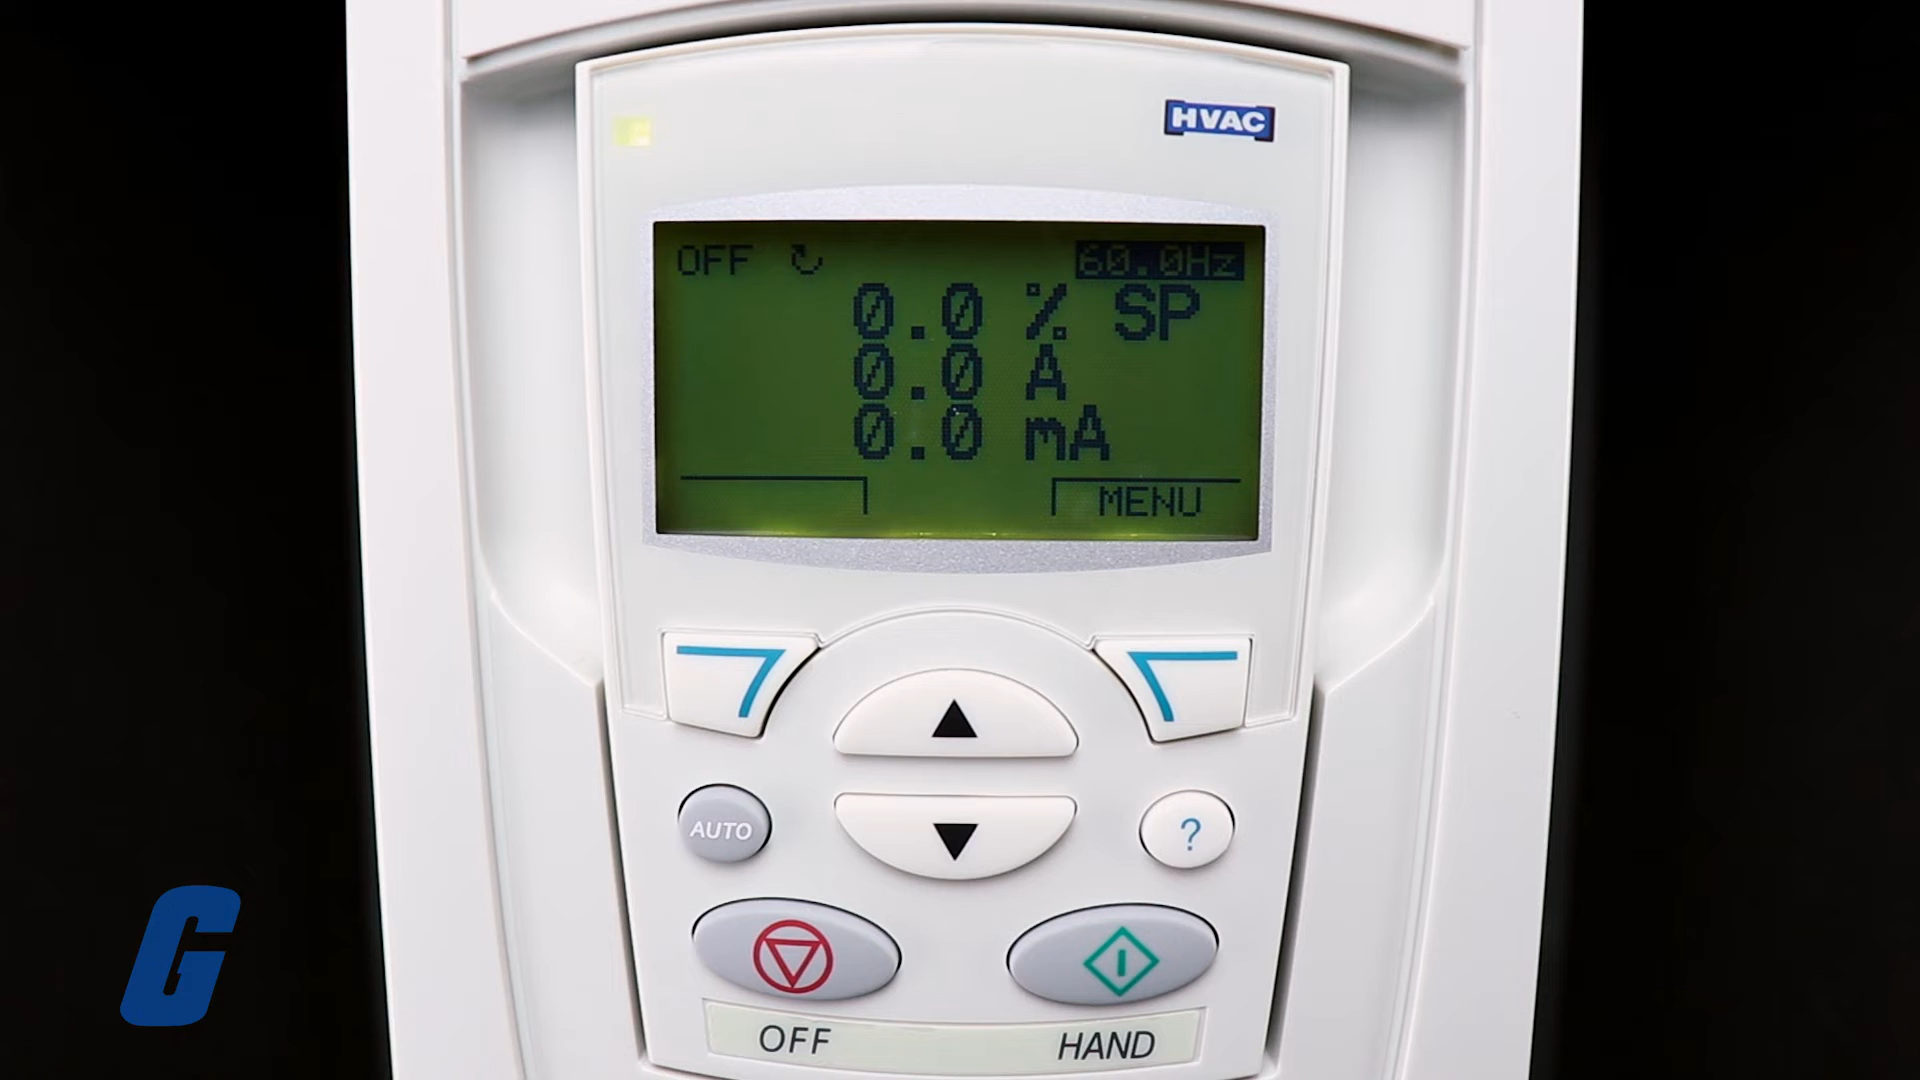 HVAC
OFF ↻ 60.0Hz
0.0 % SP
0.0 A
0.0 mA
MENU
AUTO
?
OFF HAND
G